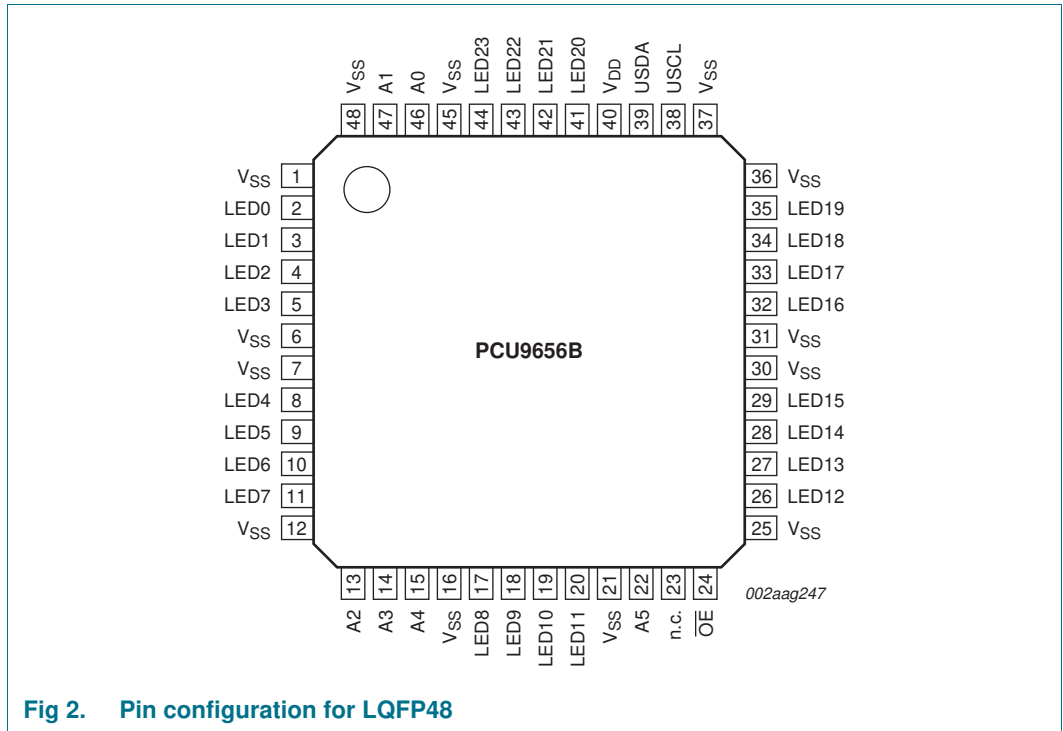 VSS
A1
A0
VSS
LED23
LED22
LED21
LED20
VDD
USDA
USCL
VSS
48
47
46
45
44
43
42
41
40
39
38
37
VSS 1
LED0 2
LED1 3
LED2 4
LED3 5
VSS 6
VSS 7
LED4 8
LED5 9
LED6 10
LED7 11
VSS 12
PCU9656B
36 VSS
35 LED19
34 LED18
33 LED17
32 LED16
31 VSS
30 VSS
29 LED15
28 LED14
27 LED13
26 LED12
25 VSS
13
14
15
16
17
18
19
20
21
22
23
24
A2
A3
A4
VSS
LED8
LED9
LED10
LED11
VSS
A5
n.c.
O̅E̅
002aag247
Fig 2. Pin configuration for LQFP48